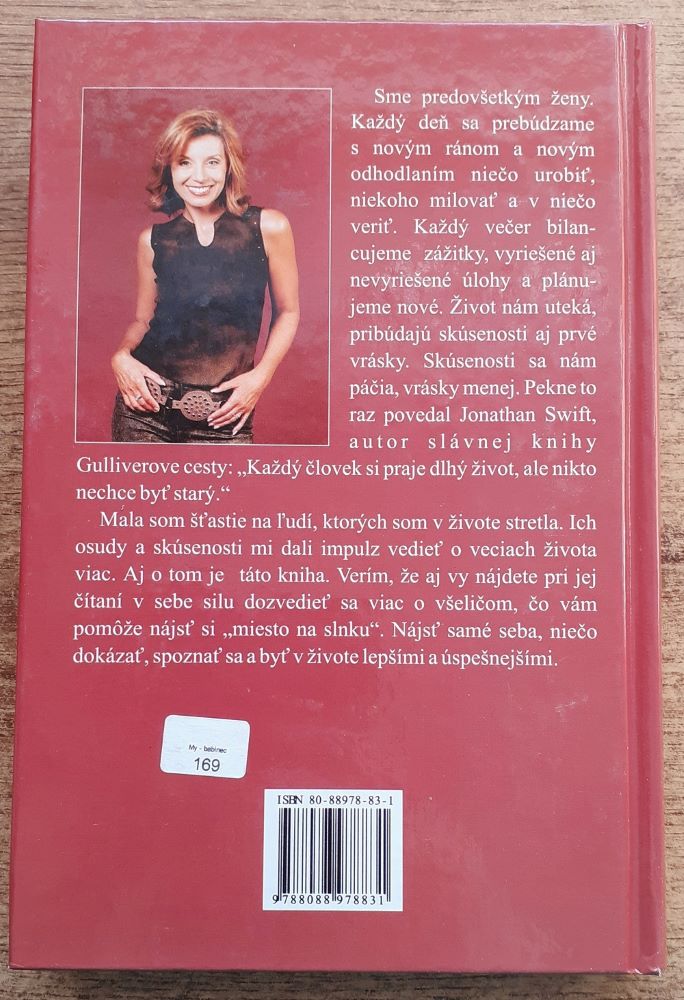 Sme predovšetkým ženy.
Každý deň sa prebúdzame
s novým ránom a novým
odhodlaním niečo urobiť,
niekoho milovať a v niečo
veriť. Každý večer bilan-
cujeme zážitky, vyriešené aj
nevyriešené úlohy a plánu-
jeme nové. Život nám uteká,
pribúdajú skúsenosti aj prvé
vrásky. Skúsenosti sa nám
páčia, vrásky menej. Pekne to
raz povedal Jonathan Swift,
autor slávnej knihy
Gulliverove cesty: „Každý človek si praje dlhý život, ale nikto
nechce byť starý.“
Mala som šťastie na ľudí, ktorých som v živote stretla. Ich
osudy a skúsenosti mi dali impulz vedieť o veciach života
viac. Aj o tom je táto kniha. Verím, že aj vy nájdete pri jej
čítaní v sebe silu dozvedieť sa viac o všeličom, čo vám
pomôže nájsť si „miesto na slnku“. Nájsť samé seba, niečo
dokázať, spoznať sa a byť v živote lepšími a úspešnejšími.
My - babinec
169
ISBN 80-88978-83-1
9 788088 978831